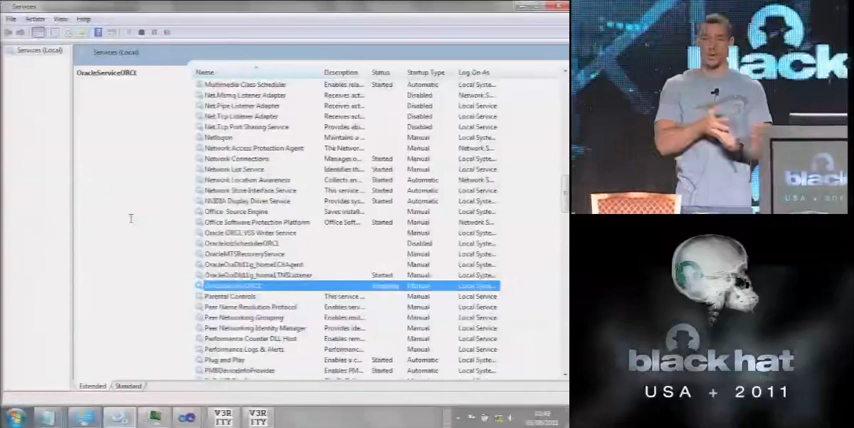 Services
File Action View Help
Services (Local)
Services (Local)
OracleServiceORCL
Name Description Status Startup Type Log On As
Multimedia Class Scheduler Enables rela... Started Automatic Local Syste...
Net.Msmq Listener Adapter Receives act... Disabled Network S...
Net.Pipe Listener Adapter Receives act... Disabled Local Service
Net.Tcp Listener Adapter Receives act... Disabled Local Service
Net.Tcp Port Sharing Service Provides abi... Disabled Local Service
Netlogon Maintains a ... Manual Local Syste...
Network Access Protection Agent The Networ... Manual Network S...
Network Connections Manages o... Started Manual Local Syste...
Network List Service Identifies th... Started Manual Local Service
Network Location Awareness Collects an... Started Automatic Network S...
Network Store Interface Service This service ... Started Automatic Local Service
NVIDIA Display Driver Service Provides sys... Started Automatic Local Syste...
Office Source Engine Saves instal... Manual Local Syste...
Office Software Protection Platform Office Soft... Started Manual Network S...
Oracle ORCL VSS Writer Service Manual Local Syste...
OracleJobSchedulerORCL Disabled Local Syste...
OracleMTSRecoveryService Manual Local Syste...
OracleOraDb11g_home1ClrAgent Manual Local Syste...
OracleOraDb11g_home1TNSListener Started Manual Local Syste...
OracleServiceORCL Stopping Manual Local Syste...
Parental Controls This service ... Manual Local Service
Peer Name Resolution Protocol Enables serv... Manual Local Service
Peer Networking Grouping Enables mul... Manual Local Service
Peer Networking Identity Manager Provides ide... Manual Local Service
Performance Counter DLL Host Enables rem... Manual Local Service
Performance Logs & Alerts Performanc... Manual Local Service
Plug and Play Enables a c... Started Automatic Local Syste...
PnkBstrA
Extended Standard
V3R
ITY
V3R
ITY
black hat
black
USA +
black hat
USA + 2011